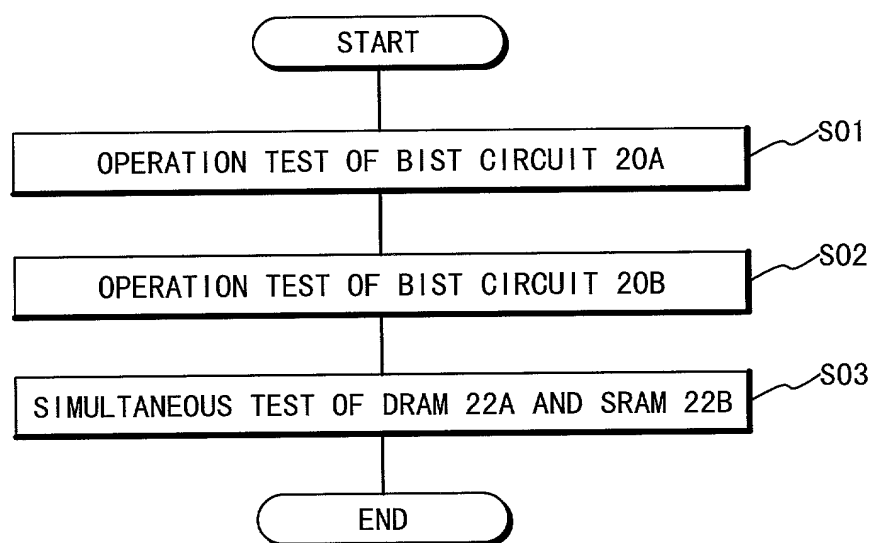 START
OPERATION TEST OF BIST CIRCUIT 20A
S01
OPERATION TEST OF BIST CIRCUIT 20B
S02
SIMULTANEOUS TEST OF DRAM 22A AND SRAM 22B
S03
END